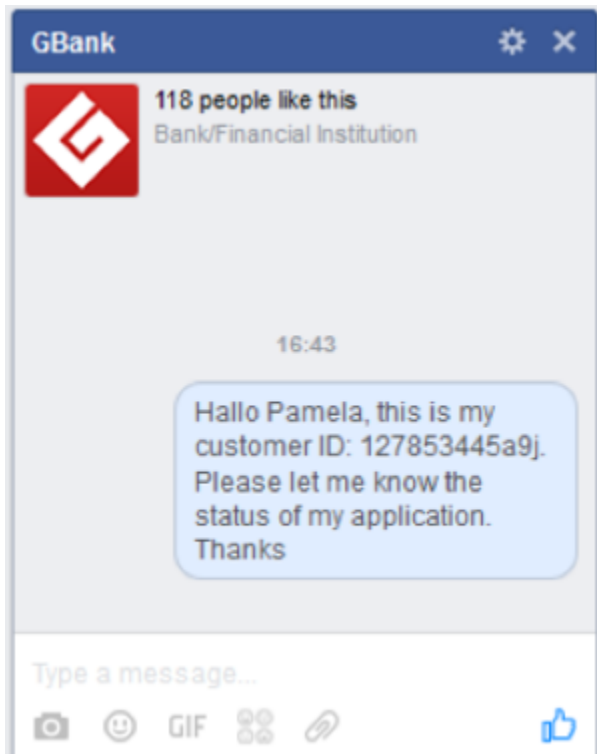 GBank
118 people like this
Bank/Financial Institution
16:43
Hallo Pamela, this is my
customer ID: 127853445a9j.
Please let me know the
status of my application.
Thanks
Type a message...
GIF